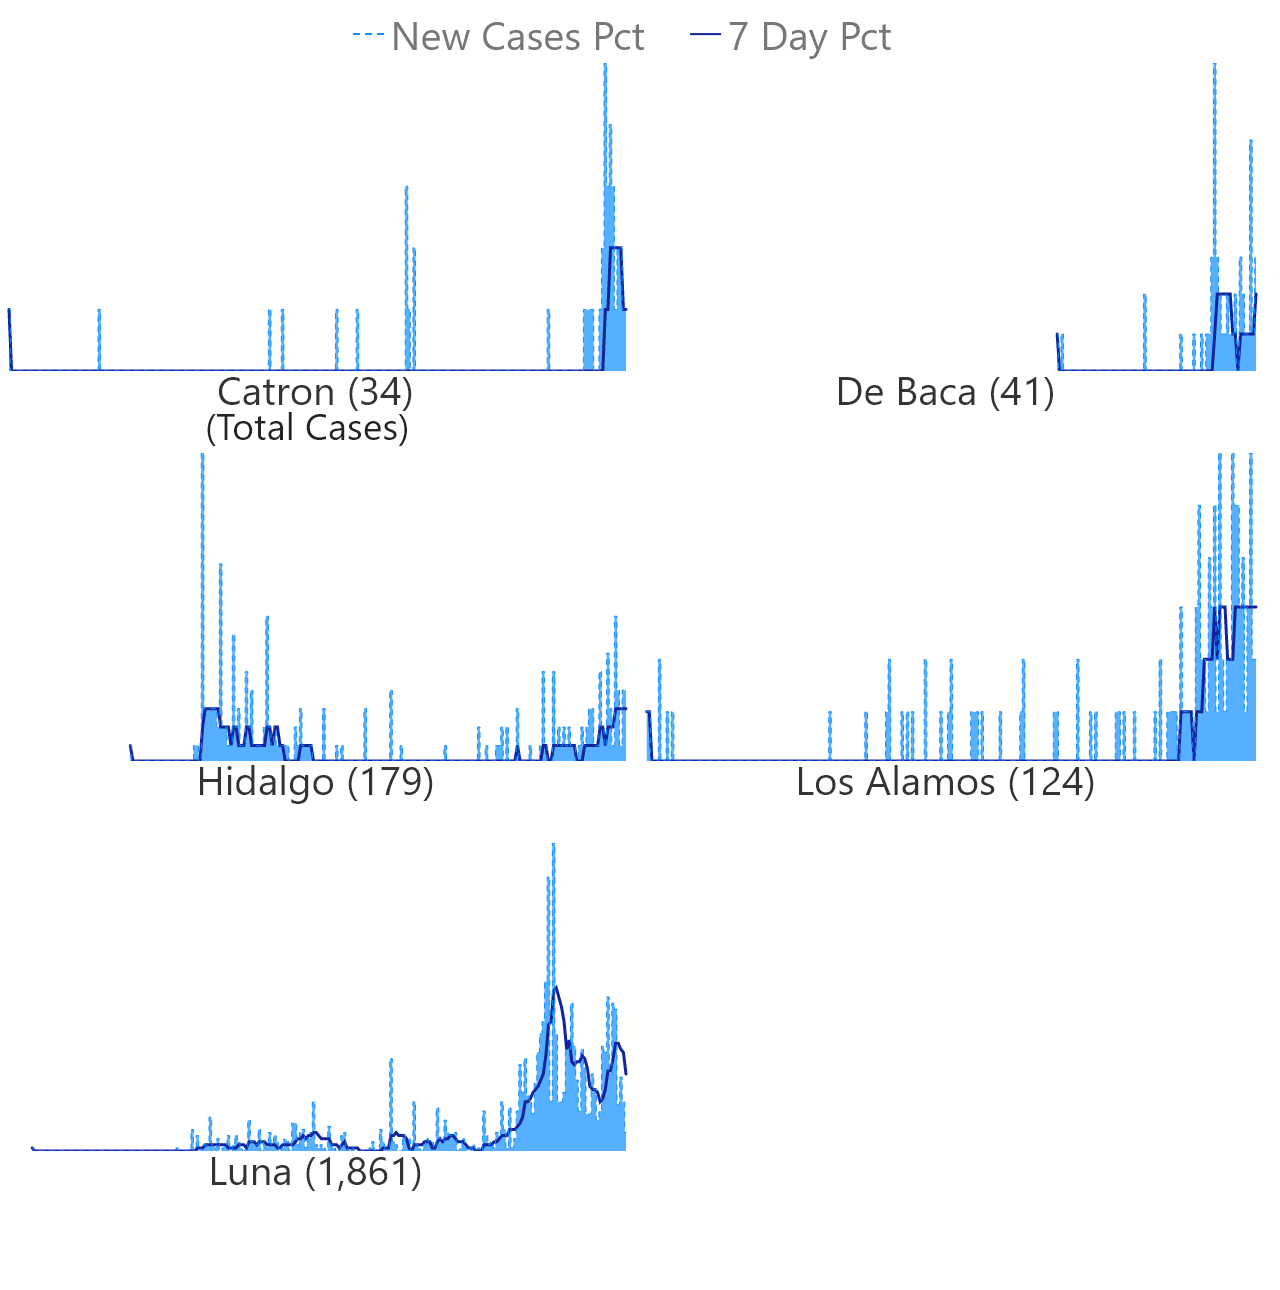 New Cases Pct 7 Day Pct
Catron (34) De Baca (41)
(Total Cases)
Hidalgo (179) Los Alamos (124)
Luna (1,861)